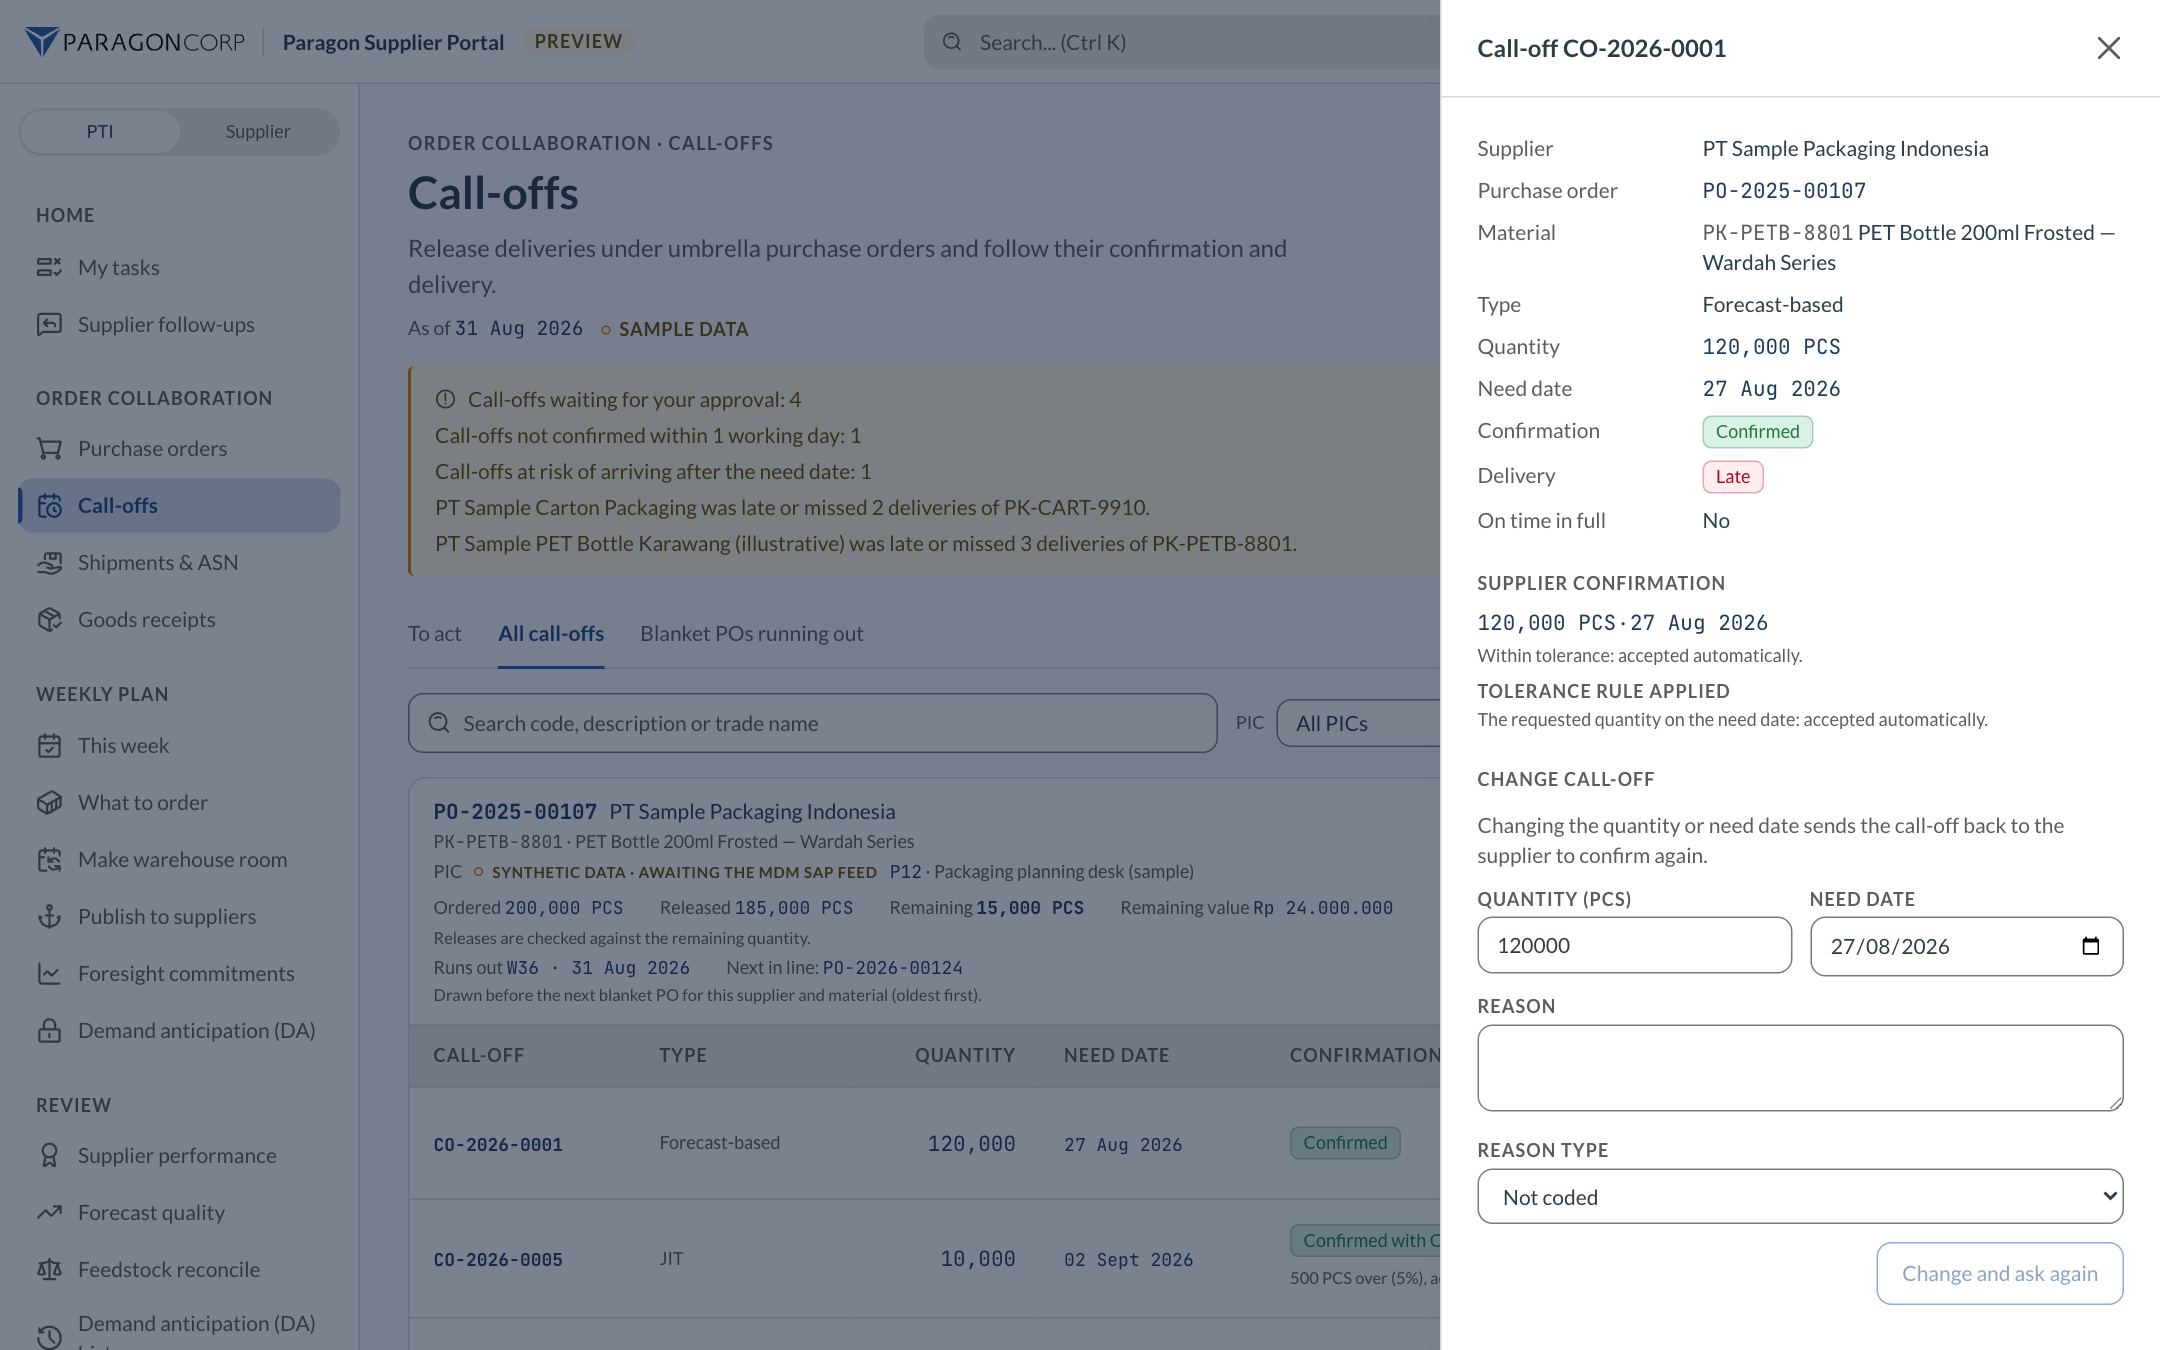 PARAGONCORP
Paragon Supplier Portal
PREVIEW
Search... (Ctrl K)
PTI
Supplier
HOME
My tasks
Supplier follow-ups
ORDER COLLABORATION
Purchase orders
Call-offs
Shipments & ASN
Goods receipts
WEEKLY PLAN
This week
What to order
Make warehouse room
Publish to suppliers
Foresight commitments
Demand anticipation (DA)
REVIEW
Supplier performance
Forecast quality
Feedstock reconcile
Demand anticipation (DA)
ORDER COLLABORATION · CALL-OFFS
Call-offs
Release deliveries under umbrella purchase orders and follow their confirmation and
delivery.
As of 31 Aug 2026 SAMPLE DATA
Call-offs waiting for your approval: 4
Call-offs not confirmed within 1 working day: 1
Call-offs at risk of arriving after the need date: 1
PT Sample Carton Packaging was late or missed 2 deliveries of PK-CART-9910.
PT Sample PET Bottle Karawang (illustrative) was late or missed 3 deliveries of PK-PETB-8801.
To act
All call-offs
Blanket POs running out
Search code, description or trade name
PIC
All PICs
PO-2025-00107 PT Sample Packaging Indonesia
PK-PETB-8801 · PET Bottle 200ml Frosted — Wardah Series
PIC SYNTHETIC DATA · AWAITING THE MDM SAP FEED P12 · Packaging planning desk (sample)
Ordered 200,000 PCS Released 185,000 PCS Remaining 15,000 PCS Remaining value Rp 24.000.000
Releases are checked against the remaining quantity.
Runs out W36 · 31 Aug 2026 Next in line: PO-2026-00124
Drawn before the next blanket PO for this supplier and material (oldest first).
CALL-OFF TYPE QUANTITY NEED DATE CONFIRMATION
CO-2026-0001 Forecast-based 120,000 27 Aug 2026 Confirmed
CO-2026-0005 JIT 10,000 02 Sept 2026 Confirmed with
500 PCS over (5%),
Call-off CO-2026-0001
Supplier PT Sample Packaging Indonesia
Purchase order PO-2025-00107
Material PK-PETB-8801 PET Bottle 200ml Frosted —
Wardah Series
Type Forecast-based
Quantity 120,000 PCS
Need date 27 Aug 2026
Confirmation Confirmed
Delivery Late
On time in full No
SUPPLIER CONFIRMATION
120,000 PCS · 27 Aug 2026
Within tolerance: accepted automatically.
TOLERANCE RULE APPLIED
The requested quantity on the need date: accepted automatically.
CHANGE CALL-OFF
Changing the quantity or need date sends the call-off back to the
supplier to confirm again.
QUANTITY (PCS) NEED DATE
120000 27/08/2026
REASON
REASON TYPE
Not coded
Change and ask again